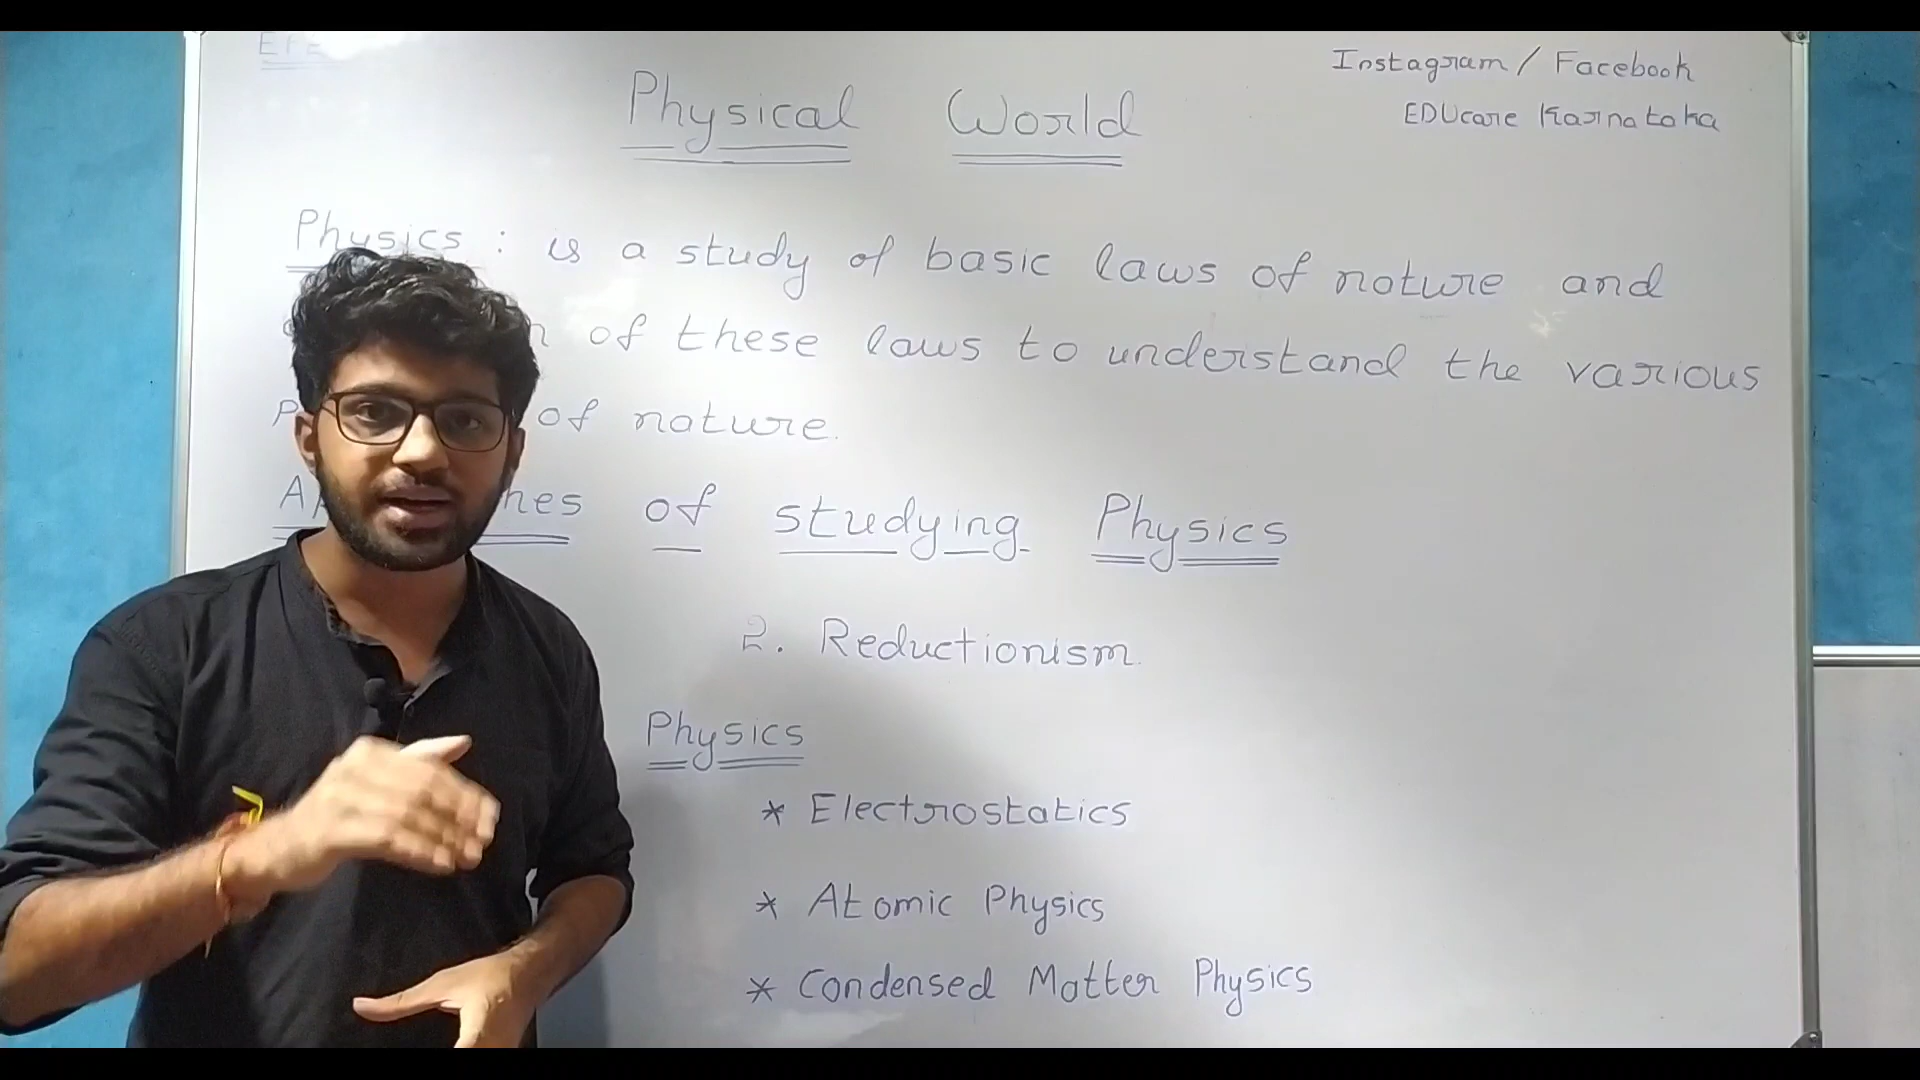 Instagram / Facebook
EDUcare Karnataka
Physical World
Physics : is a study of basic laws of nature and
of these laws to understand the various
of nature.
of studying Physics
2. Reductionism.
Physics
* Electrostatics
* Atomic Physics
* Condensed Matter Physics